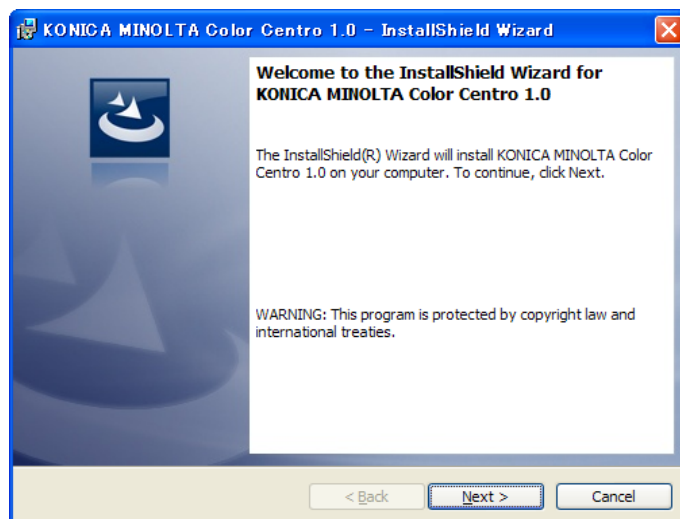 KONICA MINOLTA Color Centro 1.0 - InstallShield Wizard
Welcome to the InstallShield Wizard for
KONICA MINOLTA Color Centro 1.0
The InstallShield(R) Wizard will install KONICA MINOLTA Color
Centro 1.0 on your computer. To continue, click Next.
WARNING: This program is protected by copyright law and
international treaties.
< Back
Next >
Cancel